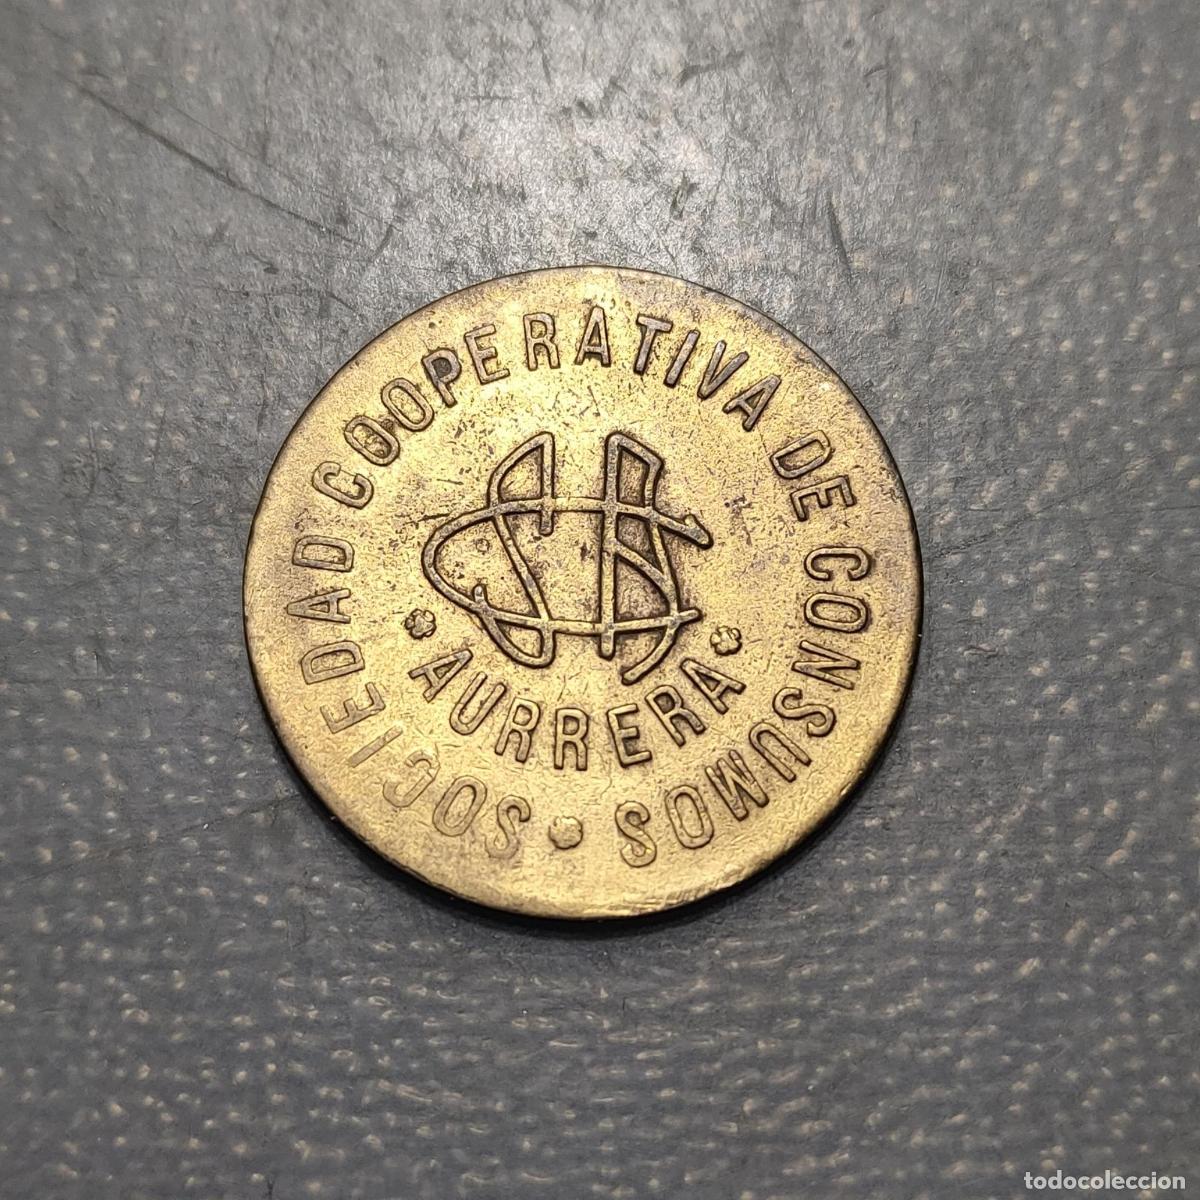 SOCIEDAD COOPERATIVA DE CONSUMOS
AURRERA
todocoleccion